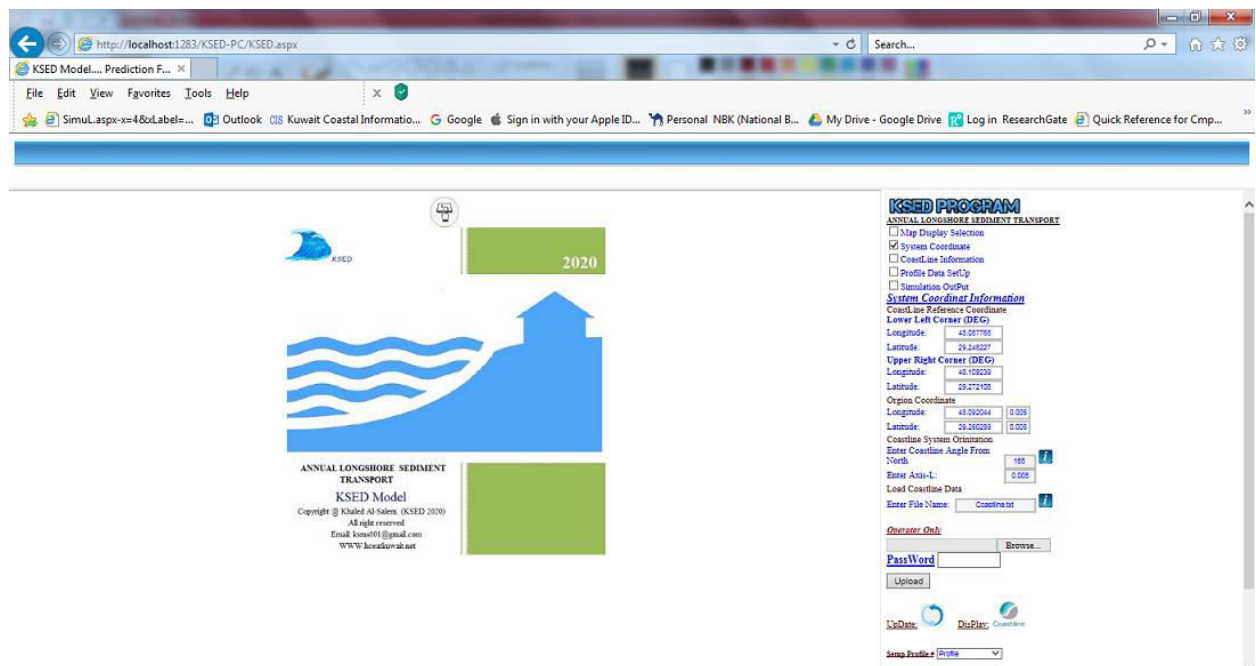 http://localhost:1283/KSED-PC/KSED.aspx
Search...
KSED Model.... Prediction F...
File Edit View Favorites Tools Help
SimuL.aspx-x=4&xLabel=... Outlook CIS Kuwait Coastal Informatio... Google Sign in with your Apple ID... Personal NBK (National B... My Drive - Google Drive Log in ResearchGate Quick Reference for Cmp...
KSED
2020
ANNUAL LONGSHORE SEDIMENT
TRANSPORT
KSED Model
Copyright @ Khaled Al-Salem (KSED 2020)
All right reserved
Email: ksms001@gmail.com
WWW.hceatkuwait.net
KSED PROGRAM
ANNUAL LONGSHORE SEDIMENT TRANSPORT
Map Display Selection
System Coordinate
CoastLine Information
Profile Data SetUp
Simulation OutPut
System Coordinat Information
CoastLine Reference Coordinate
Lower Left Corner (DEG)
Longitude: 48.087768
Latitude: 29.246227
Upper Right Corner (DEG)
Longitude: 48.109239
Latitude: 29.272108
Orgion Coordinate
Longitude: 48.092044 0.005
Latitude: 29.260289 0.005
Coastline System Orinitation
Enter Coastline Angle From
North 165
Enter Axis-L: 0.005
Load Coastline Data
Enter File Name: Coastline.txt
Operater Only
Browse...
PassWord
Upload
UpDate: DisPlay: Coastline
Setup Profile # Profile